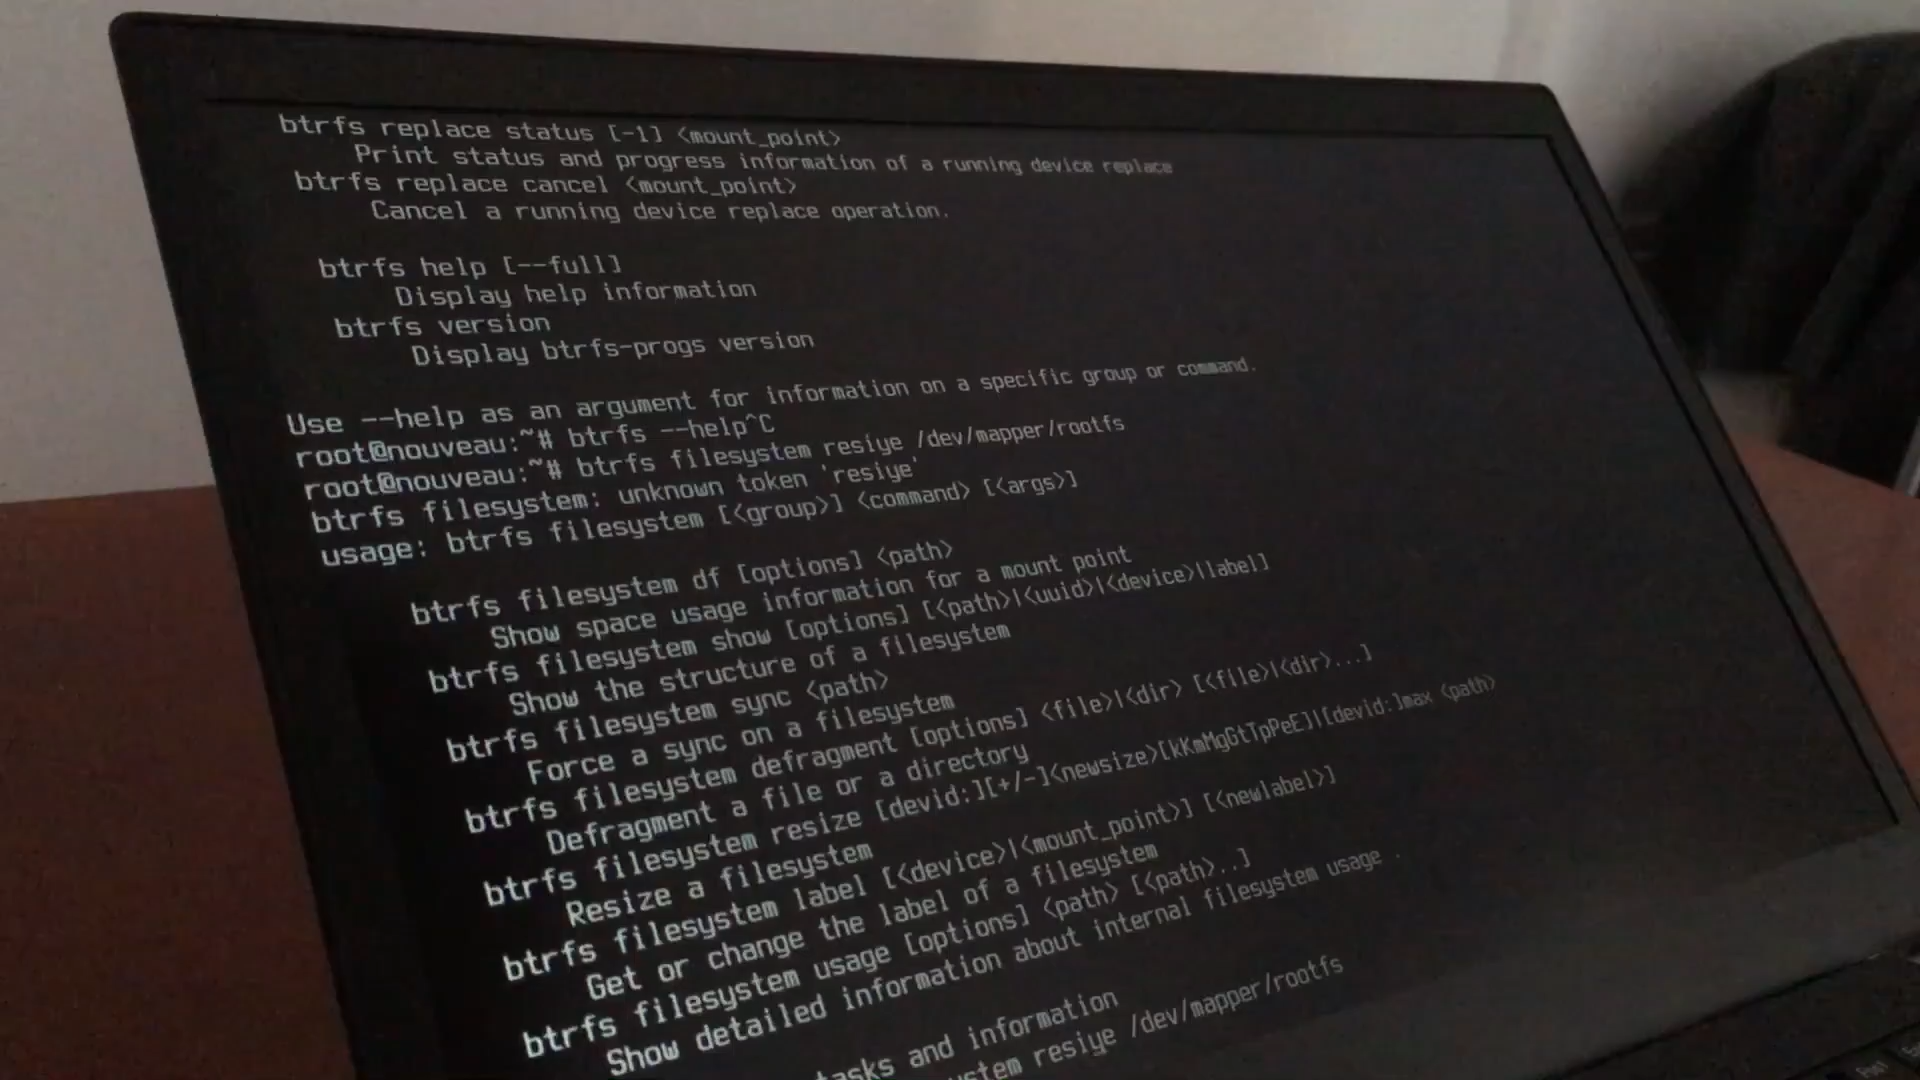 btrfs replace status [-1] <mount_point>
Print status and progress information of a running device replace
btrfs replace cancel <mount_point>
Cancel a running device replace operation.
btrfs help [--full]
Display help information
btrfs version
Display btrfs-progs version
Use --help as an argument for information on a specific group or command.
root@nouveau:~# btrfs --help^C
root@nouveau:~# btrfs filesystem resiye /dev/mapper/rootfs
btrfs filesystem: unknown token 'resiye'
usage: btrfs filesystem [<group>] <command> [<args>]
btrfs filesystem df [options] <path>
Show space usage information for a mount point
btrfs filesystem show [options] [<path>|<uuid>|<device>|label]
Show the structure of a filesystem
btrfs filesystem sync <path>
Force a sync on a filesystem
btrfs filesystem defragment [options] <file>|<dir> [<file>|<dir>...]
Defragment a file or a directory
btrfs filesystem resize [devid:][+/-]<newsize>[kKmMgGtTpPeE]|[devid:]max <path>
Resize a filesystem
btrfs filesystem label [<device>|<mount_point>] [<newlabel>]
Get or change the label of a filesystem
btrfs filesystem usage [options] <path> [<path>..]
Show detailed information about internal filesystem usage .
tasks and information
resiye /dev/mapper/rootfs